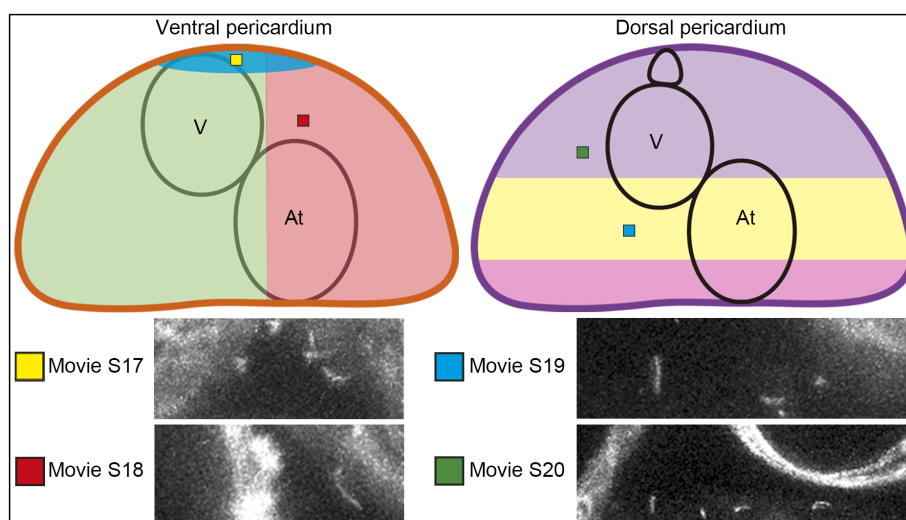 Ventral pericardium
Dorsal pericardium
V
At
V
At
Movie S17
Movie S19
Movie S18
Movie S20